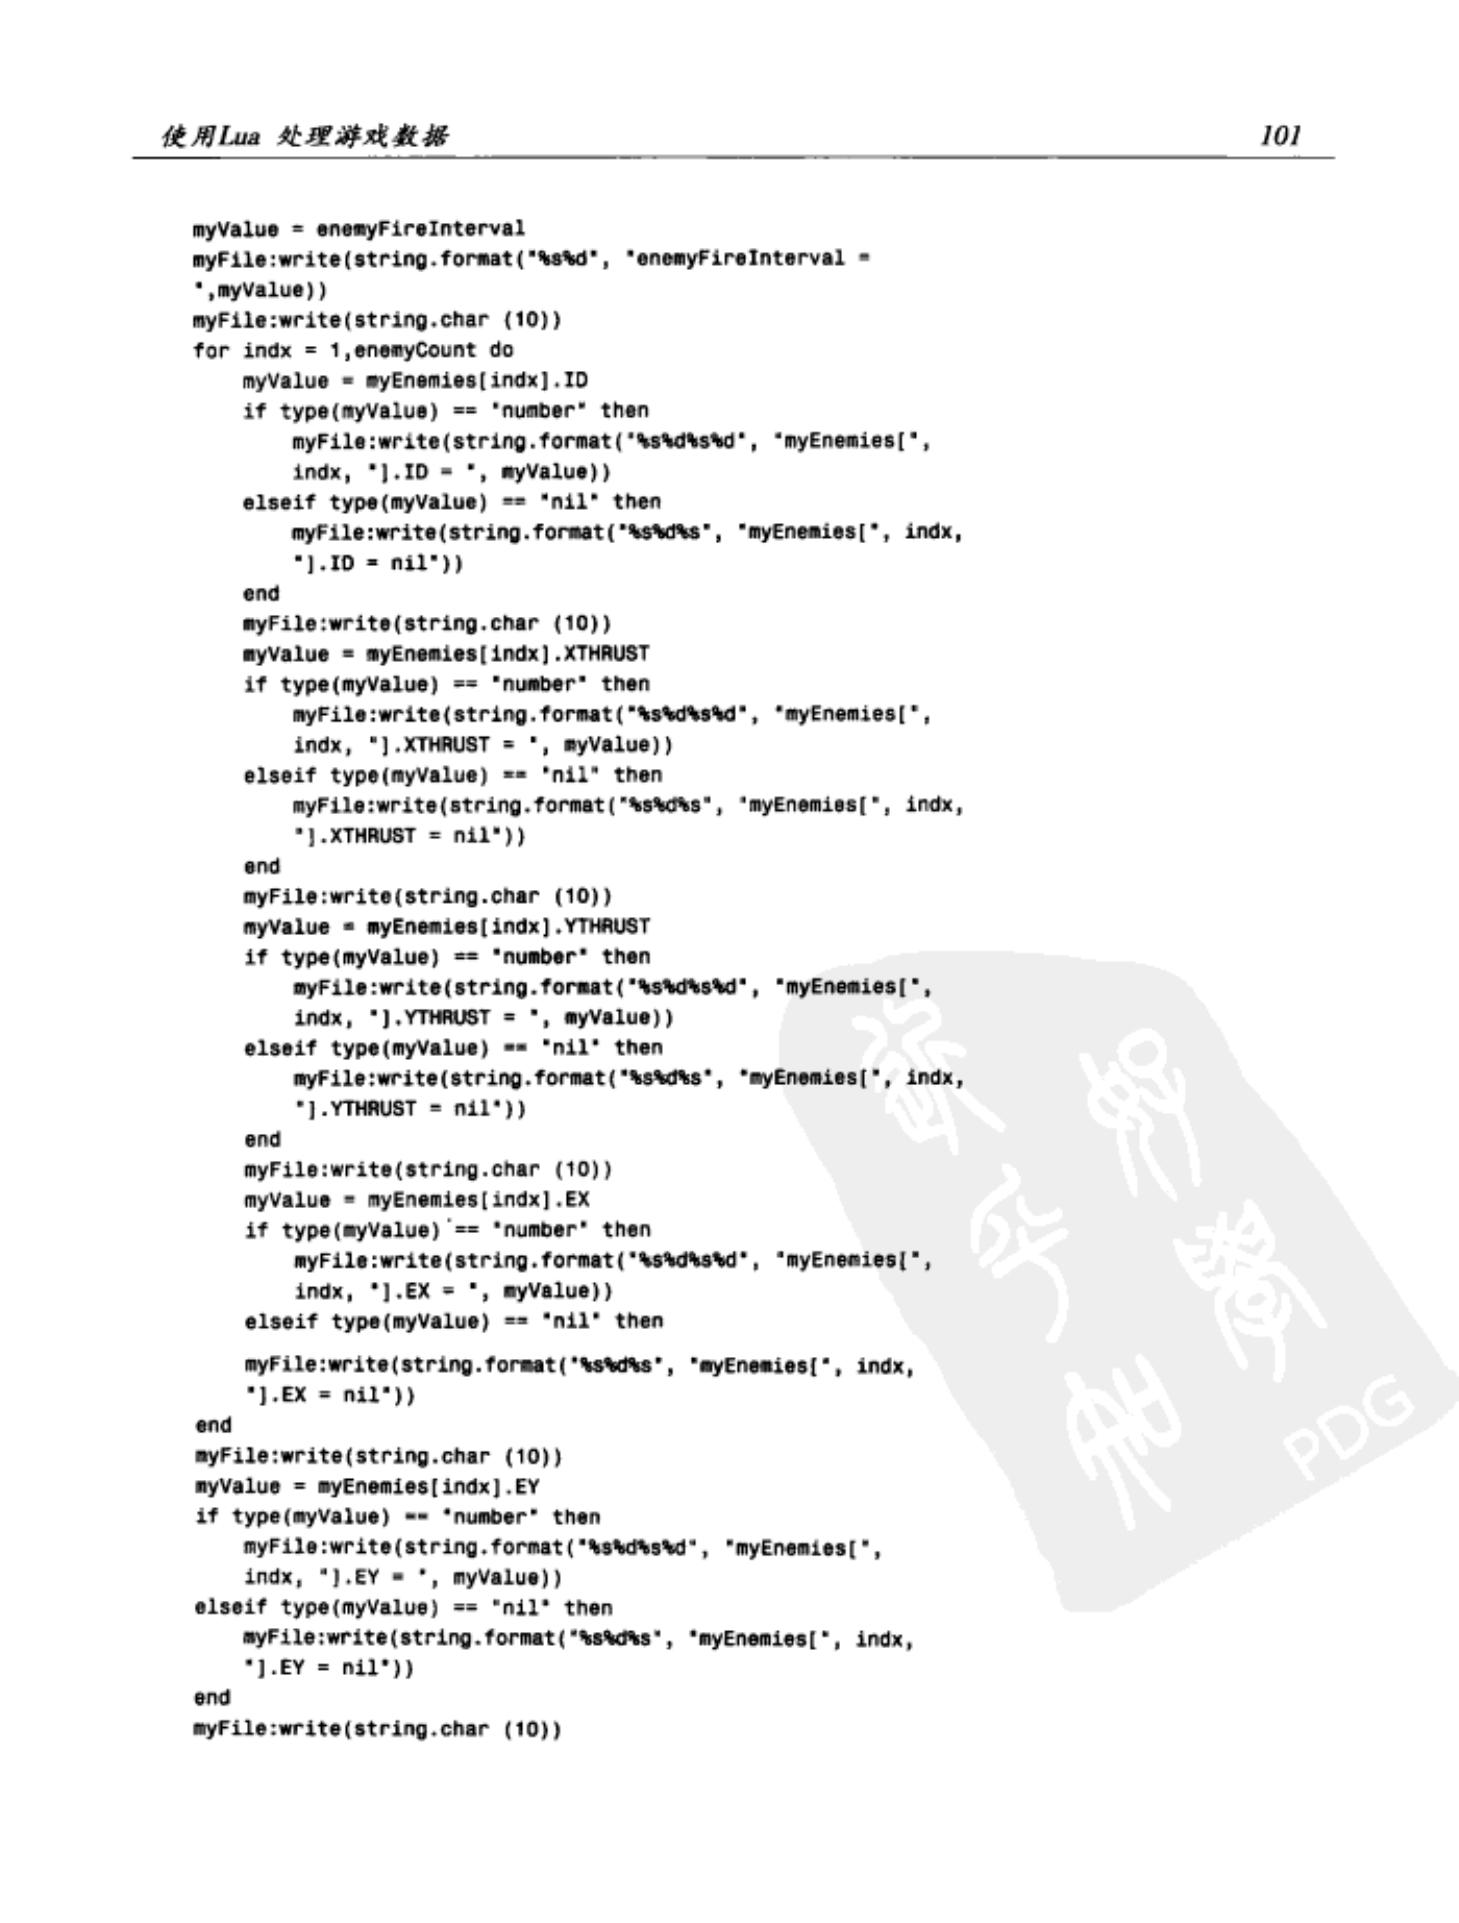 使用Lua 处理游戏数据 101
myValue = enemyFireInterval
myFile:write(string.format("%s%d", "enemyFireInterval =
",myValue))
myFile:write(string.char (10))
for indx = 1,enemyCount do
    myValue = myEnemies[indx].ID
    if type(myValue) == "number" then
        myFile:write(string.format("%s%d%s%d", "myEnemies[",
        indx, "].ID = ", myValue))
    elseif type(myValue) == "nil" then
        myFile:write(string.format("%s%d%s", "myEnemies[", indx,
        "].ID = nil"))
    end
    myFile:write(string.char (10))
    myValue = myEnemies[indx].XTHRUST
    if type(myValue) == "number" then
        myFile:write(string.format("%s%d%s%d", "myEnemies[",
        indx, "].XTHRUST = ", myValue))
    elseif type(myValue) == "nil" then
        myFile:write(string.format("%s%d%s", "myEnemies[", indx,
        "].XTHRUST = nil"))
    end
    myFile:write(string.char (10))
    myValue = myEnemies[indx].YTHRUST
    if type(myValue) == "number" then
        myFile:write(string.format("%s%d%s%d", "myEnemies[",
        indx, "].YTHRUST = ", myValue))
    elseif type(myValue) == "nil" then
        myFile:write(string.format("%s%d%s", "myEnemies[", indx,
        "].YTHRUST = nil"))
    end
    myFile:write(string.char (10))
    myValue = myEnemies[indx].EX
    if type(myValue) == "number" then
        myFile:write(string.format("%s%d%s%d", "myEnemies[",
        indx, "].EX = ", myValue))
    elseif type(myValue) == "nil" then
    myFile:write(string.format("%s%d%s", "myEnemies[", indx,
    "].EX = nil"))
end
myFile:write(string.char (10))
myValue = myEnemies[indx].EY
if type(myValue) == "number" then
    myFile:write(string.format("%s%d%s%d", "myEnemies[",
    indx, "].EY = ", myValue))
elseif type(myValue) == "nil" then
    myFile:write(string.format("%s%d%s", "myEnemies[", indx,
    "].EY = nil"))
end
myFile:write(string.char (10))
PDG